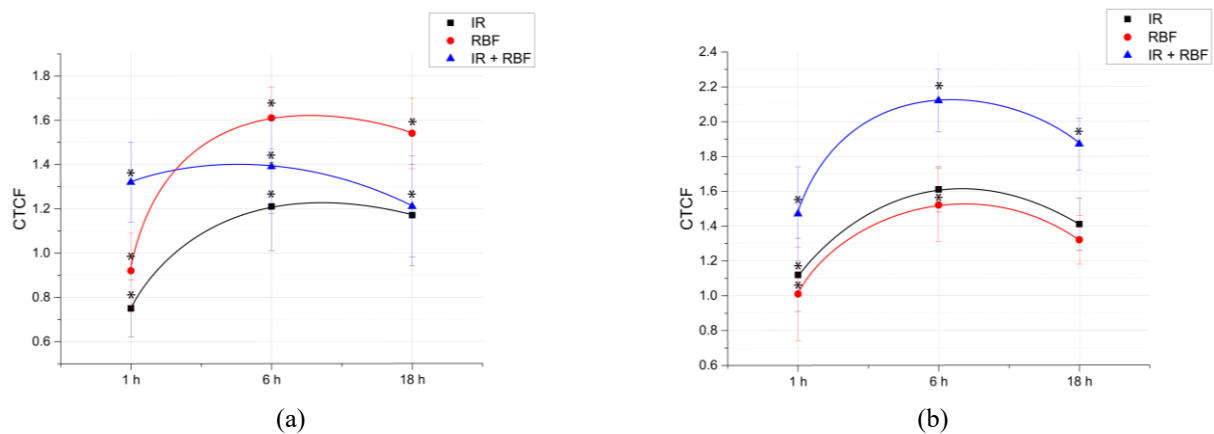 IR
RBF
IR + RBF
1.8
1.6
1.4
1.2
1.0
0.8
0.6
CTCF
1 h
6 h
18 h
(a)
IR
RBF
IR + RBF
2.4
2.2
2.0
1.8
1.6
1.4
1.2
1.0
0.8
0.6
CTCF
1 h
6 h
18 h
(b)